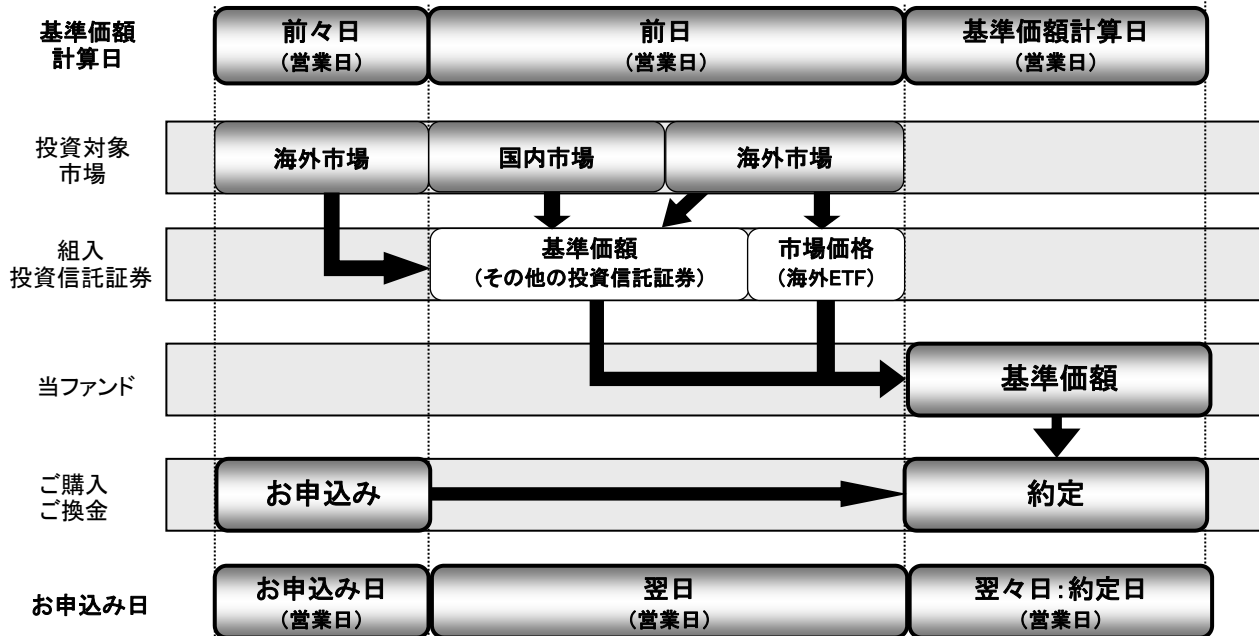 基準価額
計算日
前々日
(営業日)
前日
(営業日)
基準価額計算日
(営業日)
投資対象
市場
海外市場
国内市場
海外市場
組入
投資信託証券
基準価額
(その他の投資信託証券)
市場価格
(海外ETF)
当ファンド
基準価額
ご購入
ご換金
お申込み
約定
お申込み日
お申込み日
(営業日)
翌日
(営業日)
翌々日:約定日
(営業日)